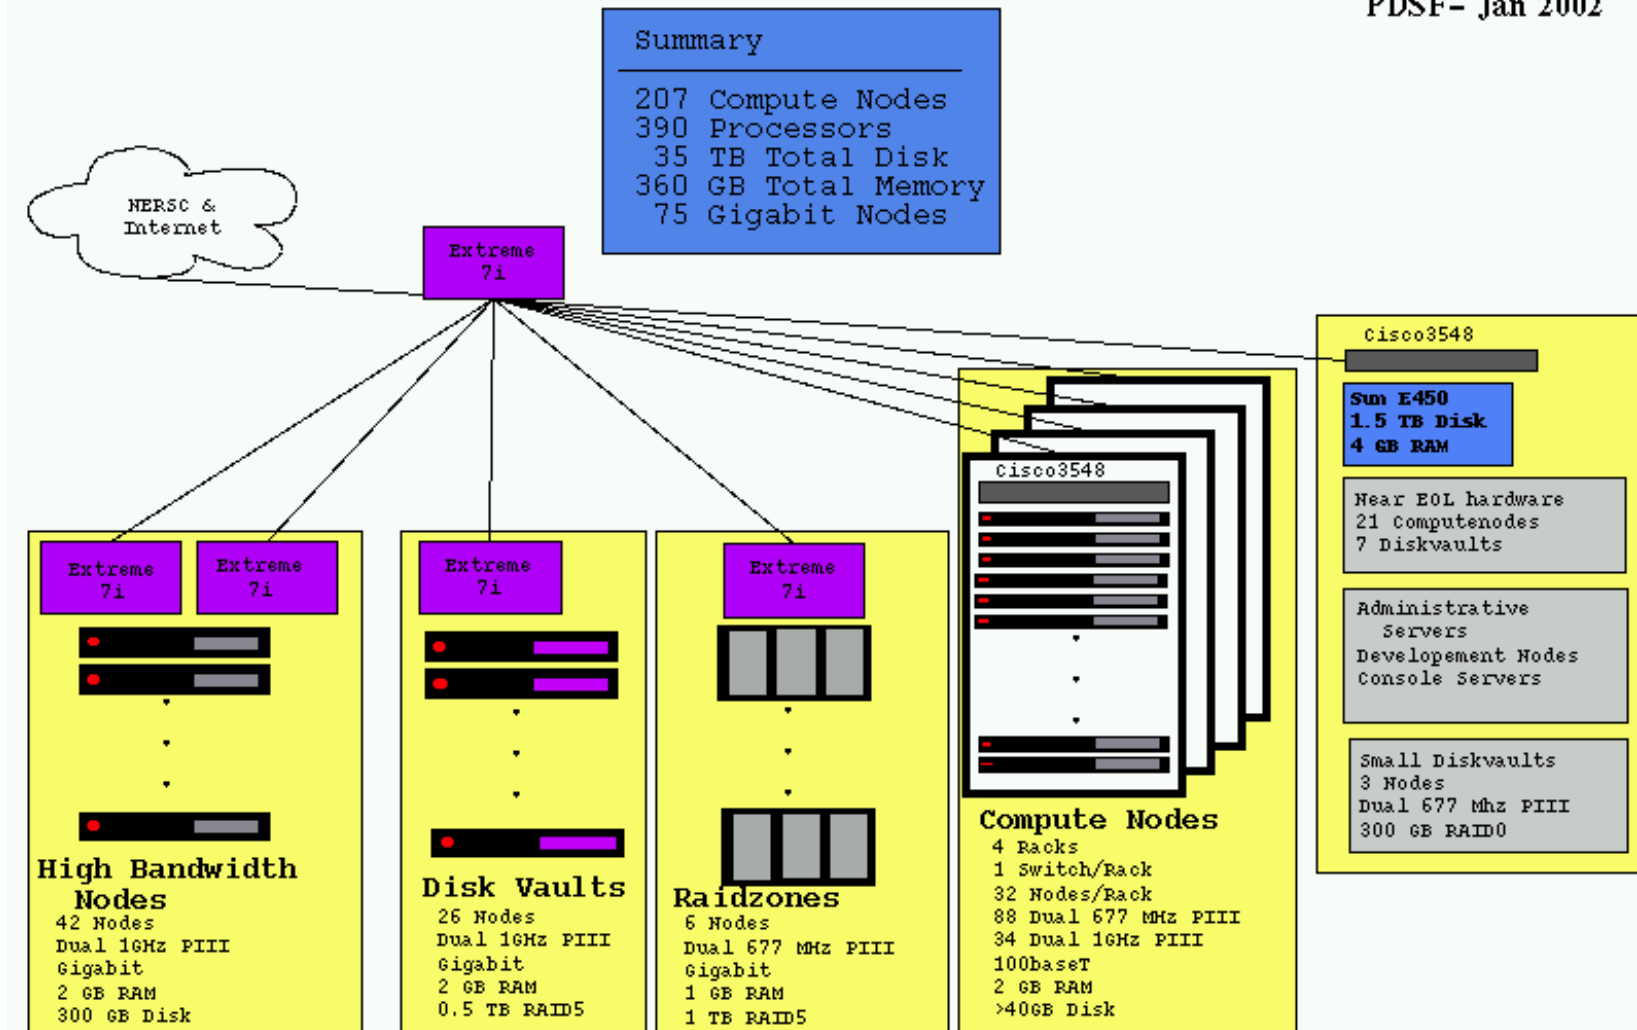 PDSF- Jan 2002
Summary
207 Compute Nodes
390 Processors
35 TB Total Disk
360 GB Total Memory
75 Gigabit Nodes
NERSC &
Internet
Extreme
7i
Cisco3548
Sun E450
1.5 TB Disk
4 GB RAM
Near EOL hardware
21 Computenodes
7 Diskvaults
Administrative
Servers
Developement Nodes
Console Servers
Small Diskvaults
3 Nodes
Dual 677 Mhz PIII
300 GB RAID0
Extreme
7i
Extreme
7i
High Bandwidth
Nodes
42 Nodes
Dual 1GHz PIII
Gigabit
2 GB RAM
300 GB Disk
Extreme
7i
Disk Vaults
26 Nodes
Dual 1GHz PIII
Gigabit
2 GB RAM
0.5 TB RAID5
Extreme
7i
Raidzones
6 Nodes
Dual 677 MHz PIII
Gigabit
1 GB RAM
1 TB RAID5
Cisco3548
Compute Nodes
4 Racks
1 Switch/Rack
32 Nodes/Rack
88 Dual 677 MHz PIII
34 Dual 1GHz PIII
100baseT
2 GB RAM
>40GB Disk